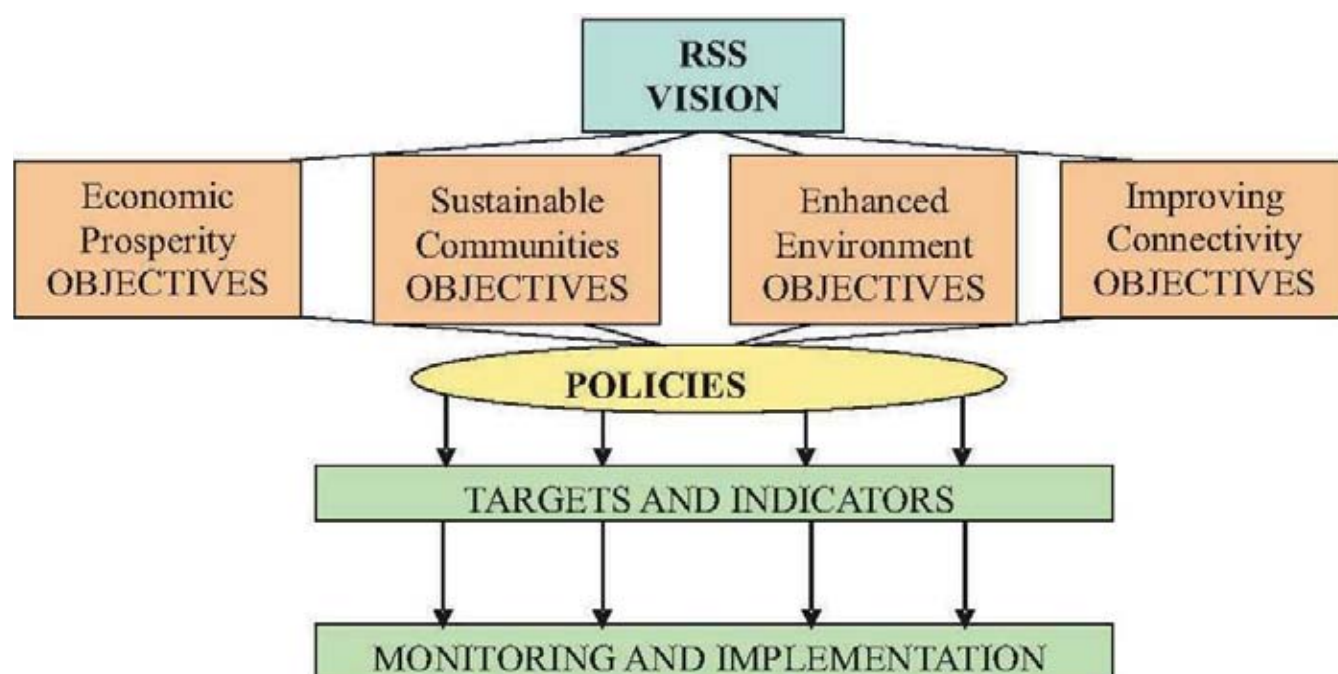 RSS
VISION
Economic
Prosperity
OBJECTIVES
Sustainable
Communities
OBJECTIVES
Enhanced
Environment
OBJECTIVES
Improving
Connectivity
OBJECTIVES
POLICIES
TARGETS AND INDICATORS
MONITORING AND IMPLEMENTATION